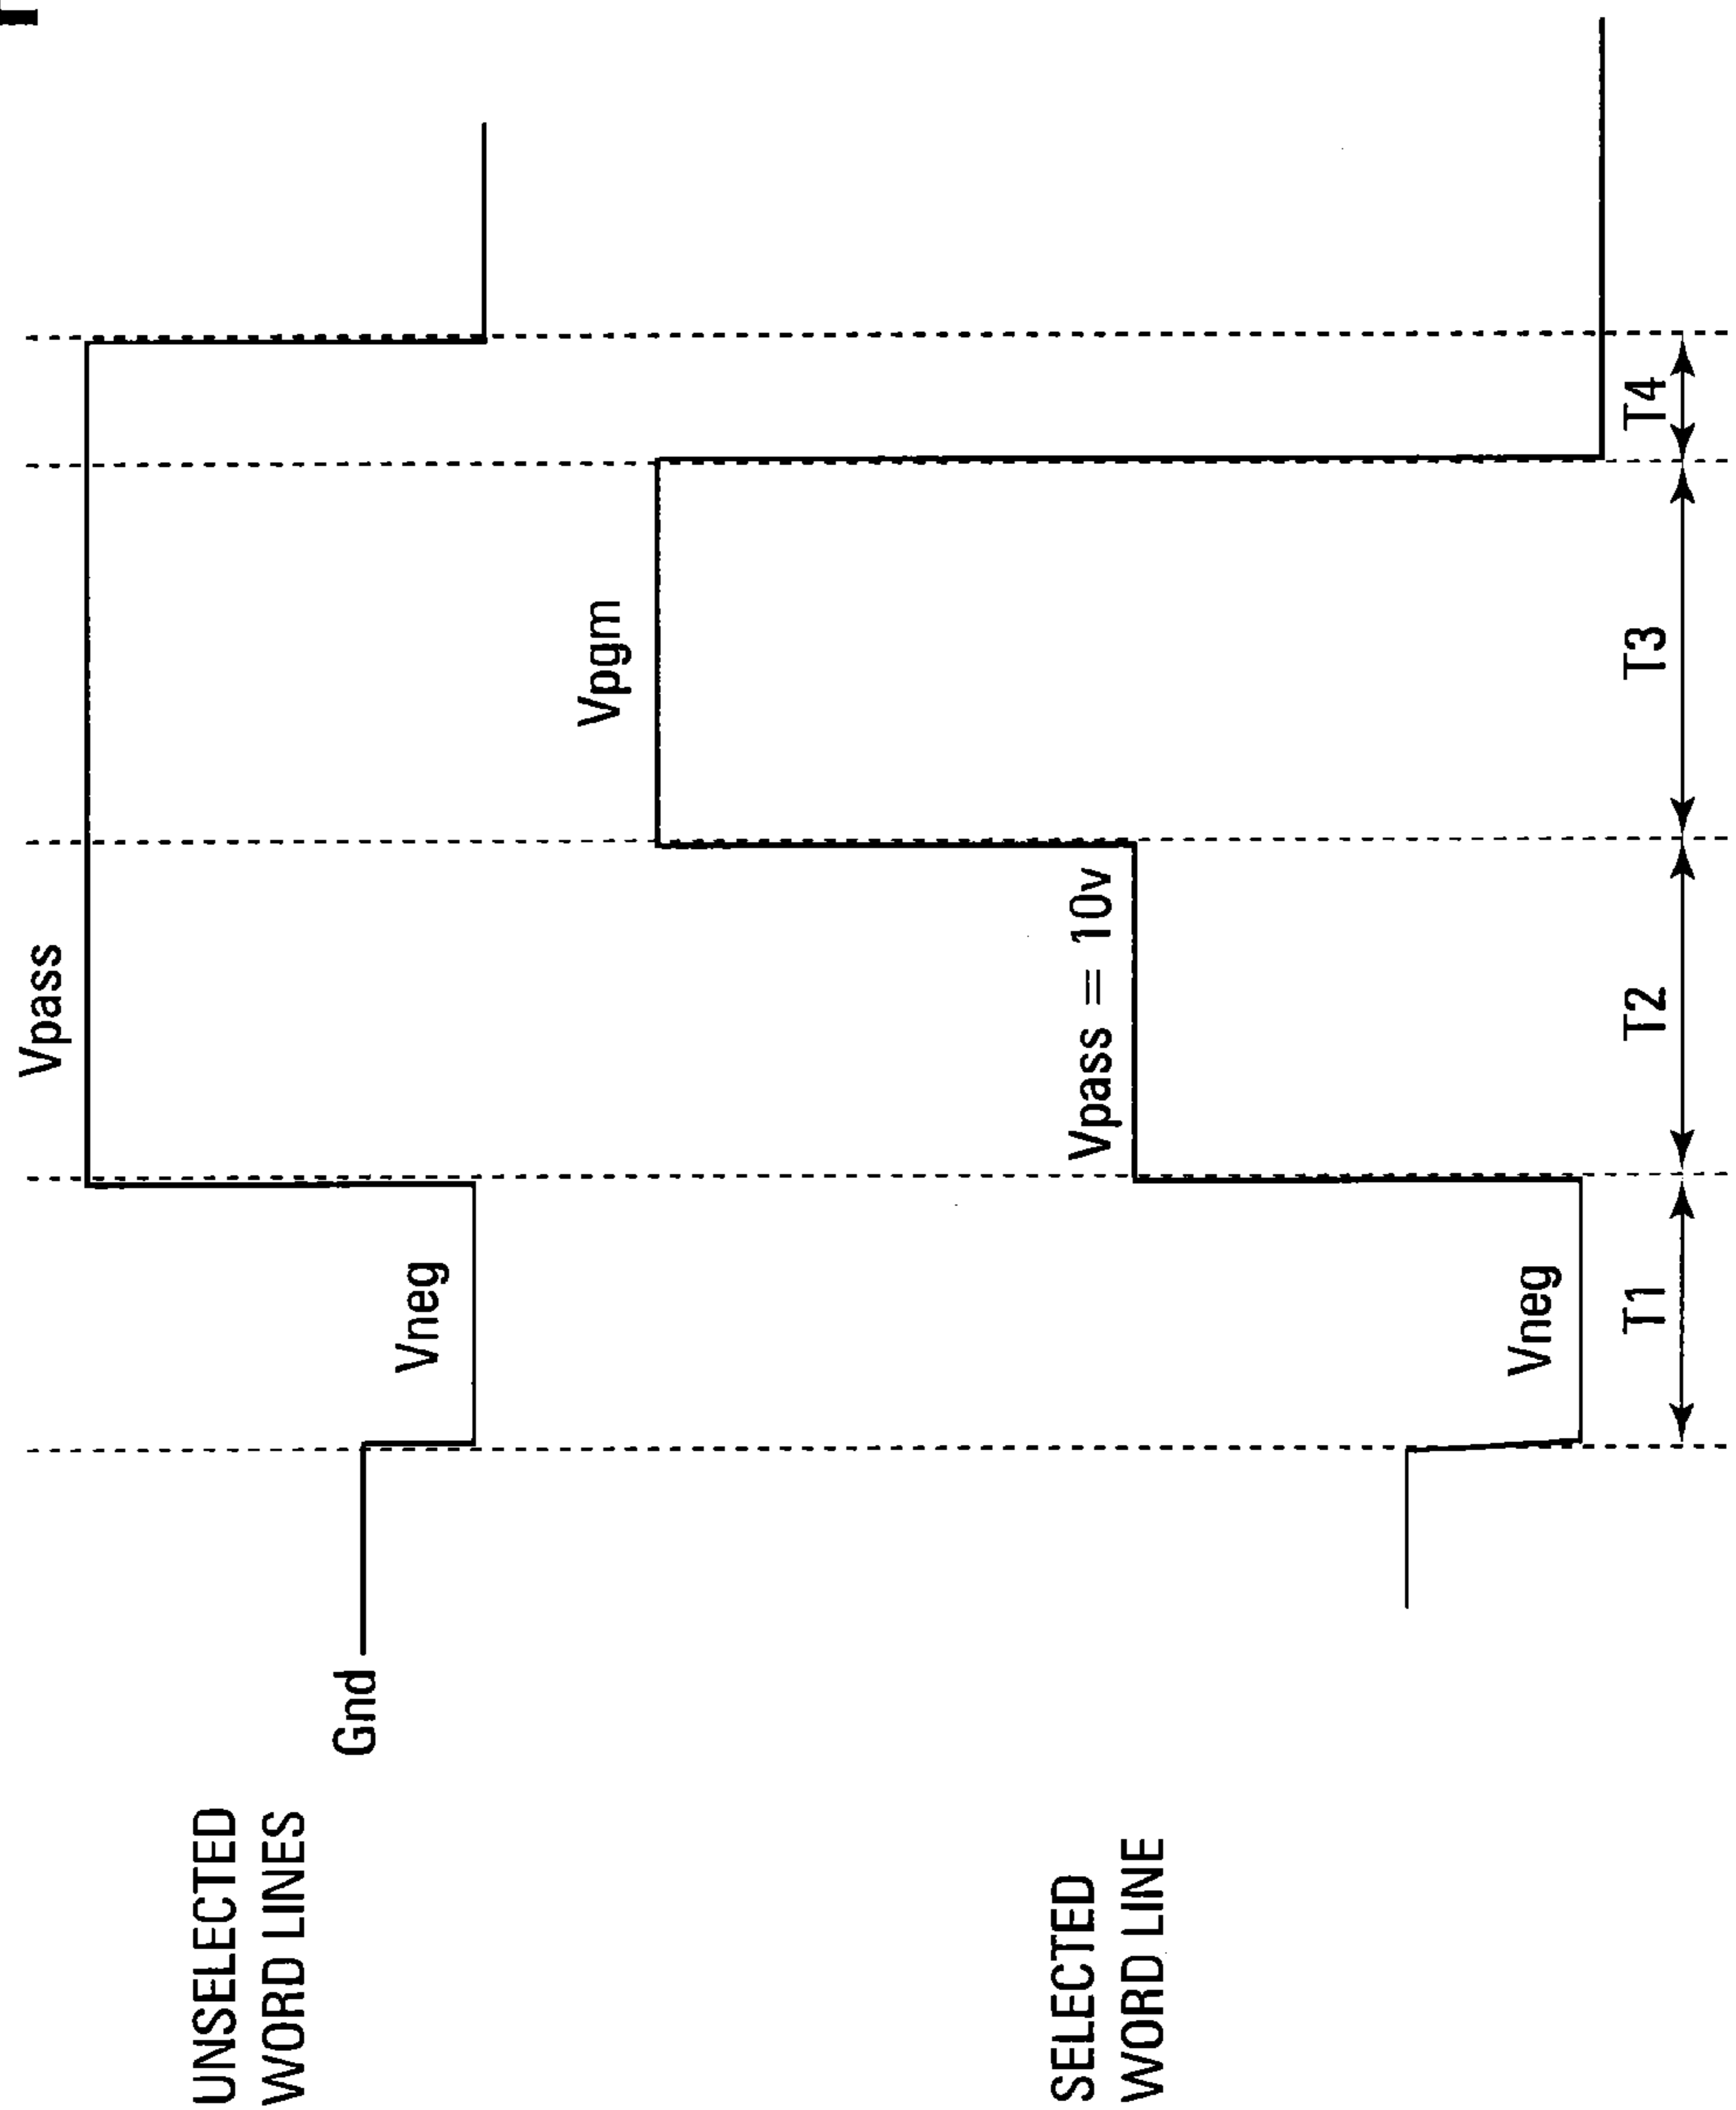 UNSELECTED
WORD LINES
Gnd
Vneg
Vpass
Vpgm
SELECTED
WORD LINE
Vneg
Vpass = 10v
T1
T2
T3
T4